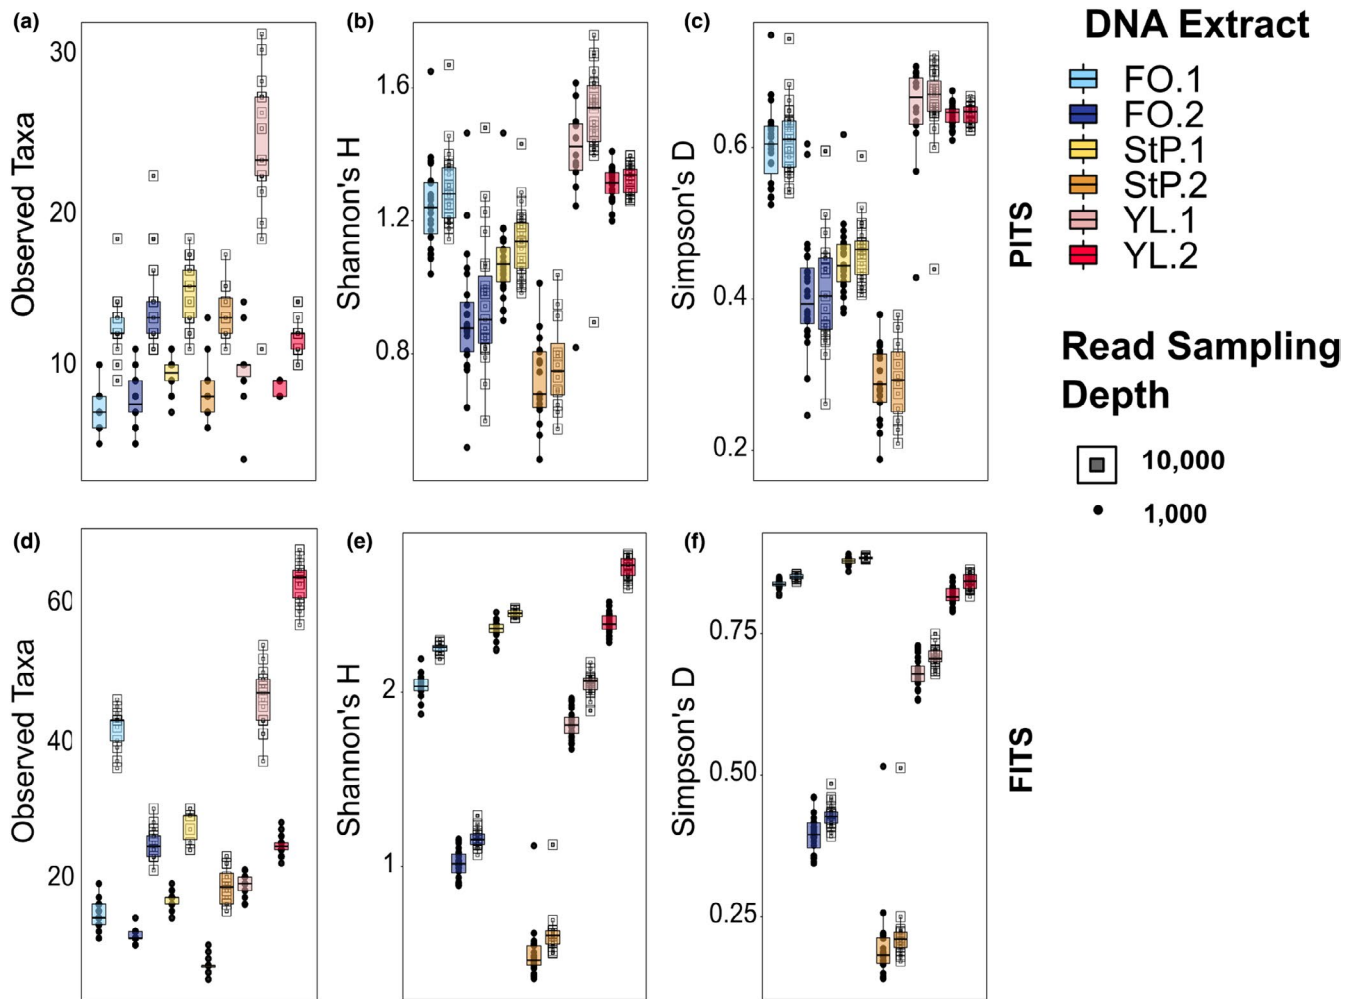 (a)
30
20
10
Observed Taxa
(b)
1.6
1.2
0.8
Shannon's H
(c)
0.6
0.4
0.2
Simpson's D
PITS
DNA Extract
FO.1
FO.2
StP.1
StP.2
YL.1
YL.2
Read Sampling
Depth
10,000
1,000
(d)
60
40
20
Observed Taxa
(e)
2
1
Shannon's H
(f)
0.75
0.50
0.25
Simpson's D
FITS